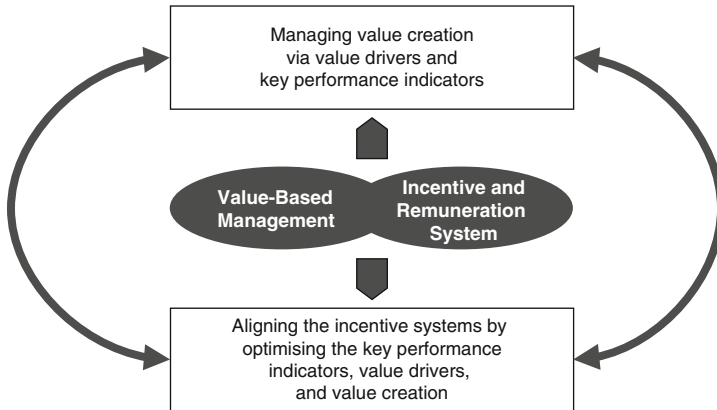 Managing value creation
via value drivers and
key performance indicators
Value-Based
Management
Incentive and
Remuneration
System
Aligning the incentive systems by
optimising the key performance
indicators, value drivers,
and value creation